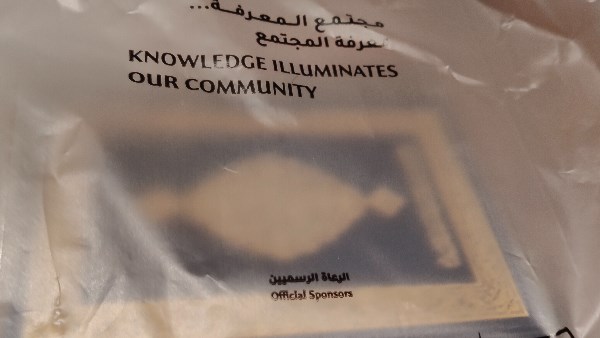 مجتمع المعرفة...
معرفة المجتمع
KNOWLEDGE ILLUMINATES
OUR COMMUNITY
الرعاة الرسميين
Official Sponsors